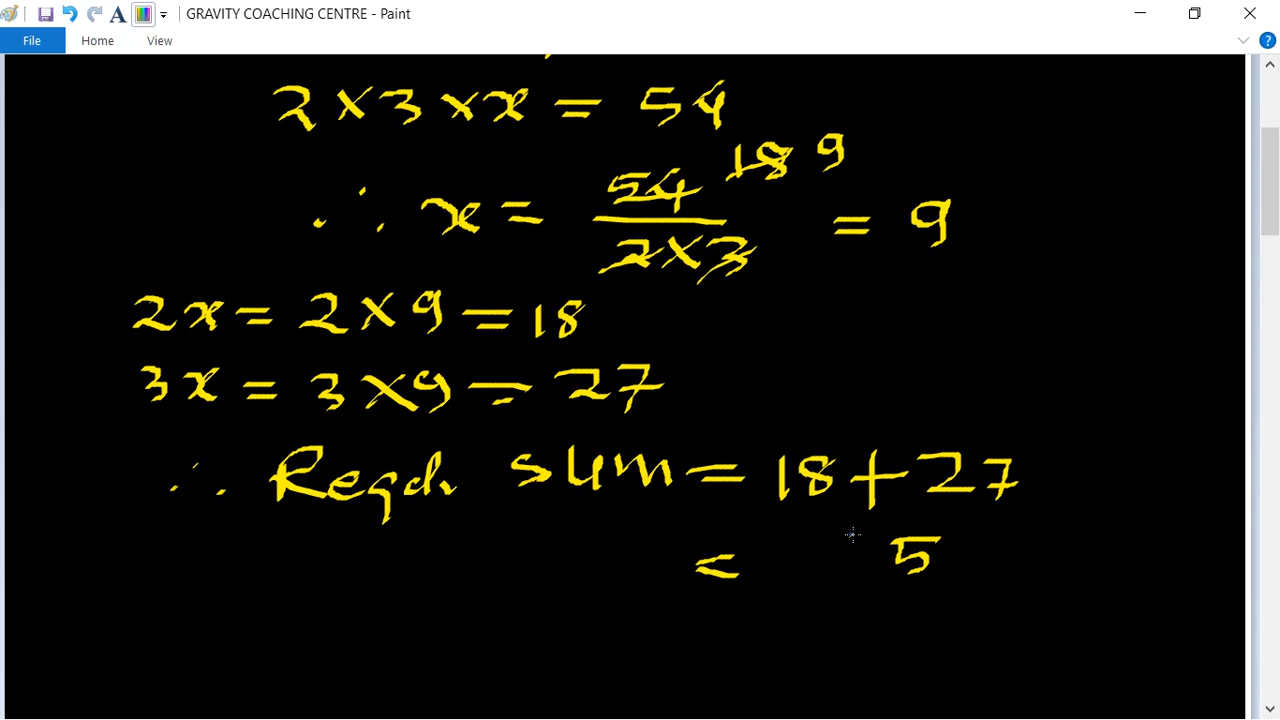 GRAVITY COACHING CENTRE - Paint
File Home View
2 × 3 × x = 54
18 9
∴ x = 54 / 2×3 = 9
2x = 2 × 9 = 18
3x = 3 × 9 = 27
∴ Reqd sum = 18 + 27
= 5